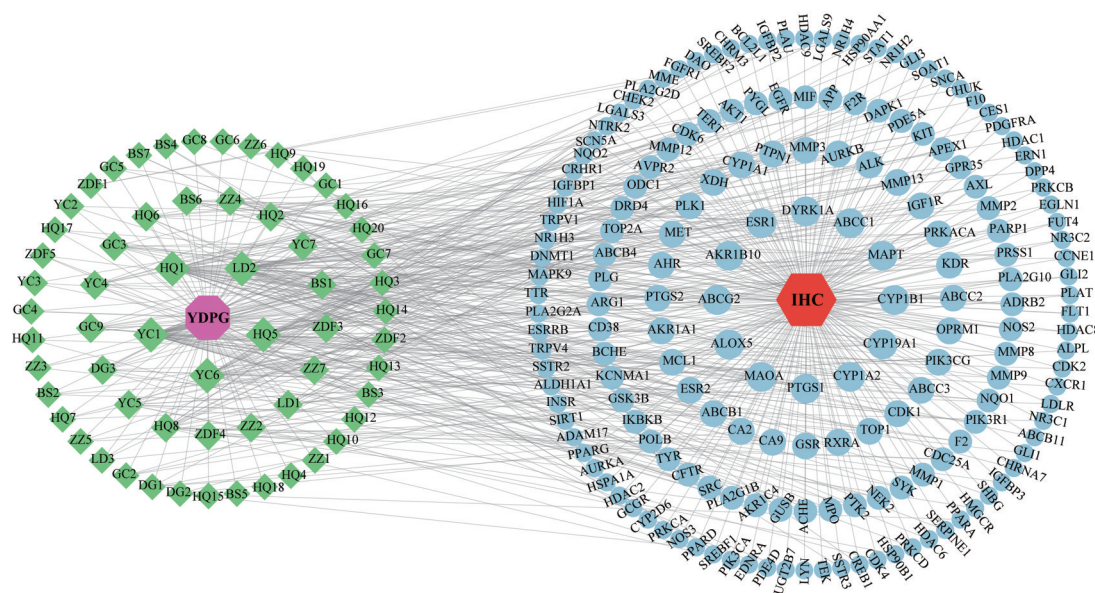 YDPG
HQ1
LD2
HQ5
YC6
YC1
BS6
ZZ4
HQ2
YC7
BS1
ZDF3
ZZ7
LD1
ZZ2
ZDF4
HQ8
YC5
DG3
GC9
YC4
GC3
HQ6
BS7
BS4
GC8
GC6
ZZ6
HQ9
HQ19
GC1
HQ16
HQ20
GC7
HQ3
HQ14
ZDF2
HQ13
BS3
HQ12
HQ10
ZZ1
HQ4
HQ18
BS5
HQ15
DG2
DG1
GC2
LD3
ZZ5
HQ7
BS2
ZZ3
HQ11
GC4
YC3
ZDF5
HQ17
YC2
ZDF1
GC5
IHC
DYRK1A
ABCC1
MAPT
CYP1B1
CYP19A1
CYP1A2
PTGS1
MAOA
ALOX5
ABCG2
AKR1B10
ESR1
MMP3
AURKB
ALK
MMP13
IGF1R
PRKACA
KDR
ABCC2
OPRM1
PIK3CG
ABCC3
CDK1
TOP1
RXRA
GSR
CA9
CA2
ABCB1
ESR2
MCL1
AKR1A1
PTGS2
AHR
MET
PLK1
XDH
CYP1A1
PTPN1
MIF
APP
F2R
DAPK1
PDE5A
KIT
APEX1
GPR35
AXL
MMP2
PARP1
PRSS1
PLA2G10
ADRB2
NOS2
MMP8
MMP9
NQO1
PIK3R1
F2
CDC25A
MMP1
SYK
NEK2
PTK2
MPO
ACHE
GUSB
AKR1C4
PLA2G1B
SRC
CFTR
TYR
POLB
IKBKB
GSK3B
KCNMA1
BCHE
CD38
ARG1
PLG
ABCB4
TOP2A
DRD4
ODC1
AVPR2
MMP12
CDK6
TERT
AKT1
PYGL
EGFR
HDAC9
LGALS9
NR1H4
HSP90AA1
STAT1
NR1H2
GLI3
SOAT1
SNCA
CHUK
F10
CES1
PDGFRA
HDAC1
ERN1
DPP4
PRKCB
EGLN1
FUT4
NR3C2
CCNE1
GLI2
PLAT
FLT1
HDAC8
ALPL
CDK2
CXCR1
LDLR
NR3C1
ABCB11
GLI1
CHRNA7
IGFBP3
SHBG
HMGCR
PPARA
SERPINE1
HDAC6
PRKCD
HSP90B1
CDK4
CREB1
SSTR3
TEK
LYN
UGT2B7
PDE4D
EDNRA
PIK3CA
SREBF1
PPARD
NOS3
PRKCA
CYP2D6
GCGR
HDAC2
HSPA1A
AURKA
PPARG
ADAM17
SIRT1
INSR
ALDH1A1
SSTR2
TRPV4
ESRRB
PLA2G2A
TTR
MAPK9
DNMT1
NR1H3
TRPV1
HIF1A
IGFBP1
CRHR1
NQO2
SCN5A
NTRK2
LGALS3
CHEK2
PLA2G2D
MME
FGFR1
DAO
SREBF2
CHRM3
BCL2L1
IGFBP2
PLAU